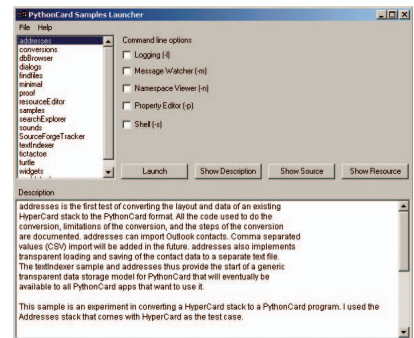 PythonCard Samples Launcher
File Help
addresses
conversions
dbBrowser
dialogs
findfiles
minimal
proof
resourceEditor
samples
searchExplorer
sounds
SourceForgeTracker
textIndexer
tictactoe
turtle
widgets
Command line options
Logging (-l)
Message Watcher (-m)
Namespace Viewer (-n)
Property Editor (-p)
Shell (-s)
Launch Show Description Show Source Show Resource
Description
addresses is the first test of converting the layout and data of an existing
HyperCard stack to the PythonCard format. All the code used to do the
conversion, limitations of the conversion, and the steps of the conversion
are documented. addresses can import Outlook contacts. Comma separated
values (CSV) import will be added in the future. addresses also implements
transparent loading and saving of the contact data to a separate text file.
The textIndexer sample and addresses thus provide the start of a generic
transparent data storage model for PythonCard that will eventually be
available to all PythonCard apps that want to use it.
This sample is an experiment in converting a HyperCard stack to a PythonCard program. I used the
Addresses stack that comes with HyperCard as the test case.